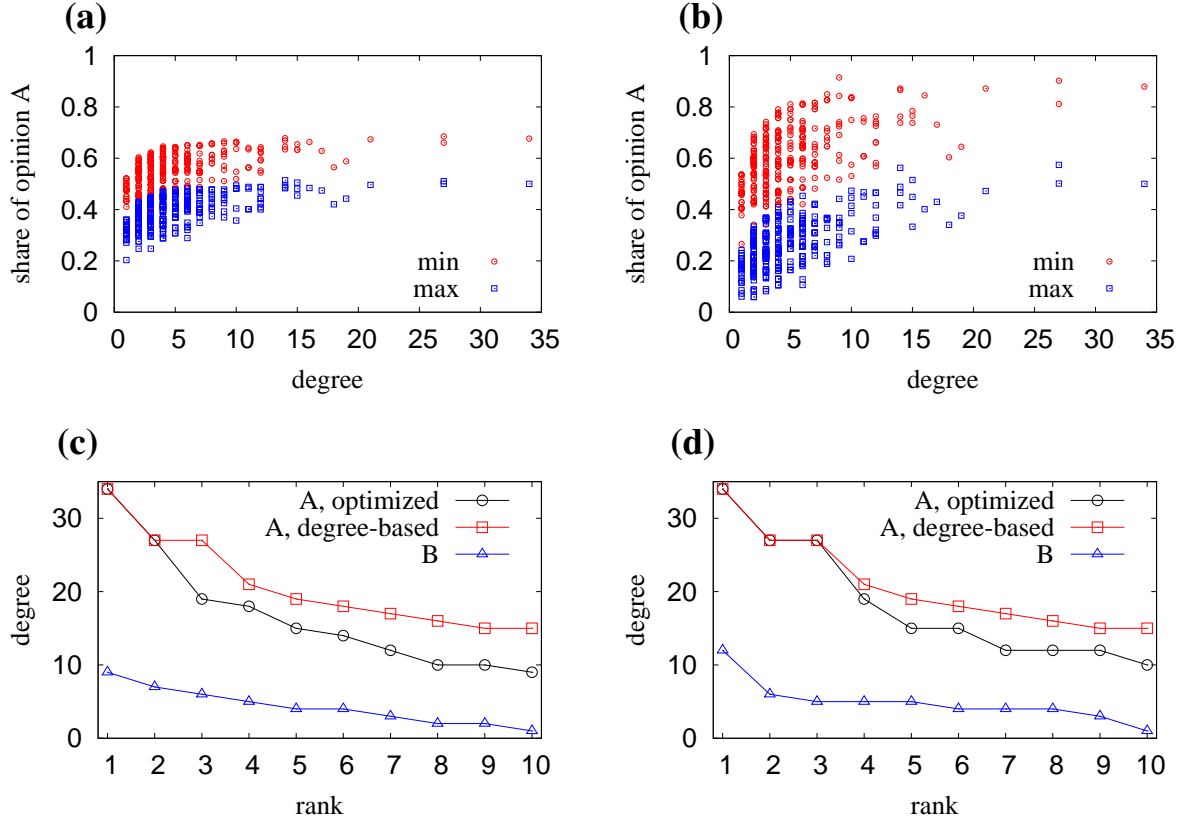 (a)
share of opinion A
1
0.8
0.6
0.4
0.2
0
min
max
0 5 10 15 20 25 30 35
degree
(b)
share of opinion A
1
0.8
0.6
0.4
0.2
0
min
max
0 5 10 15 20 25 30 35
degree
(c)
degree
30
20
10
0
A, optimized
A, degree-based
B
1 2 3 4 5 6 7 8 9 10
rank
(d)
degree
30
20
10
0
A, optimized
A, degree-based
B
1 2 3 4 5 6 7 8 9 10
rank